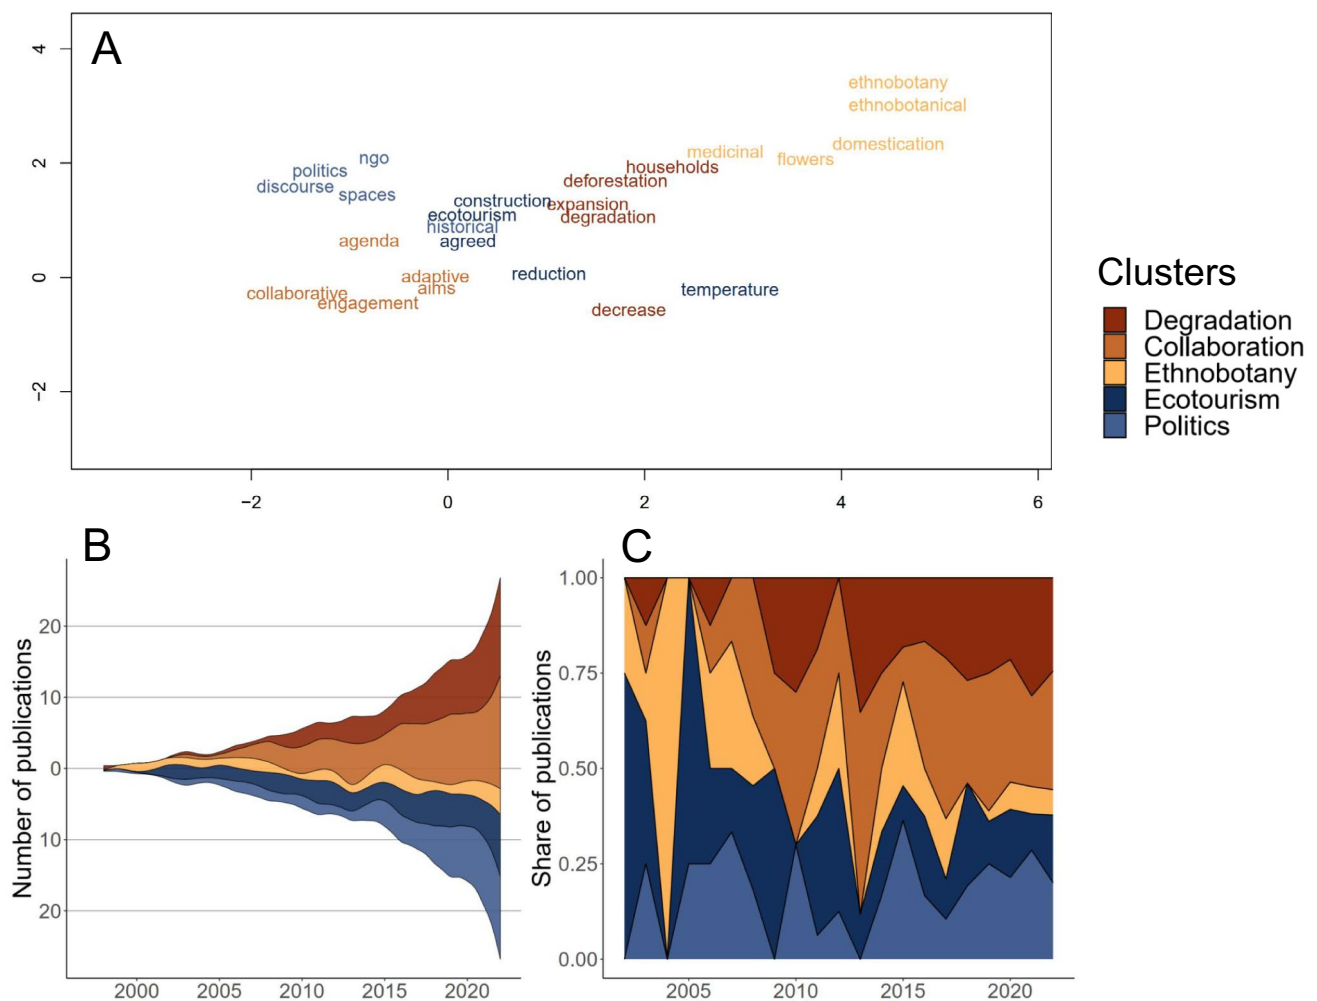 A
4
2
0
−2
−2
0
2
4
6
ethnobotany
ethnobotanical
domestication
medicinal
flowers
ngo
households
politics
deforestation
discourse
spaces
construction
expansion
ecotourism
degradation
historical
agenda
agreed
adaptive
reduction
aims
temperature
collaborative
engagement
decrease
Clusters
Degradation
Collaboration
Ethnobotany
Ecotourism
Politics
B
Number of publications
20
10
0
10
20
2000
2005
2010
2015
2020
C
Share of publications
1.00
0.75
0.50
0.25
0.00
2005
2010
2015
2020